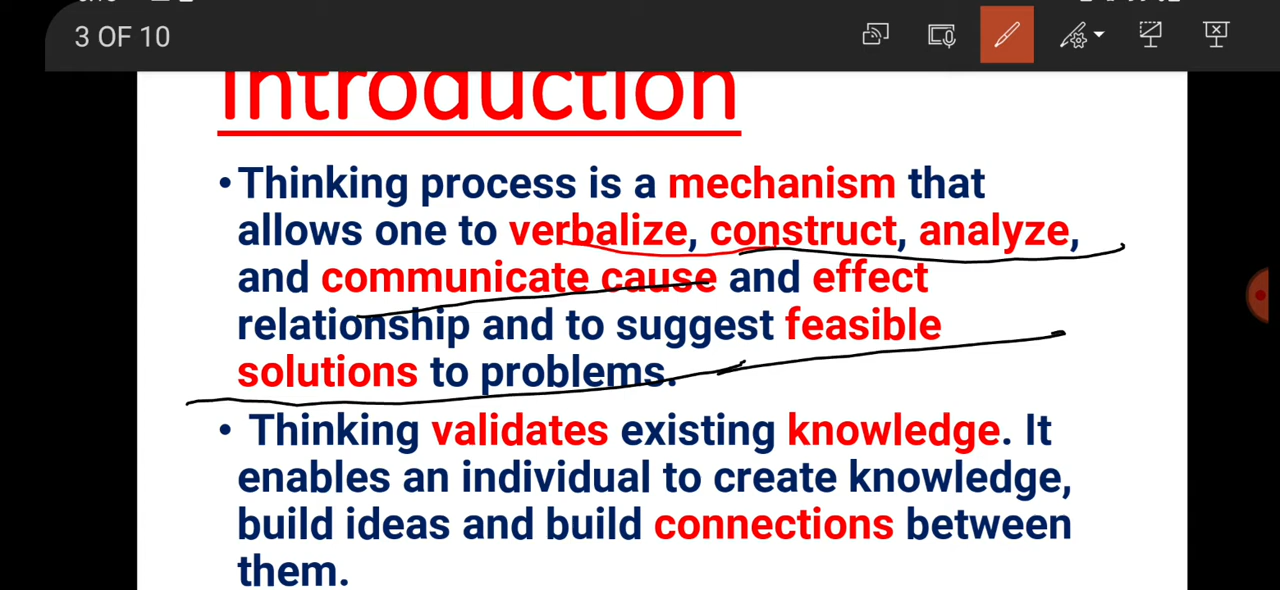 3 OF 10
Introduction
•Thinking process is a mechanism that
allows one to verbalize, construct, analyze,
and communicate cause and effect
relationship and to suggest feasible
solutions to problems.
• Thinking validates existing knowledge. It
enables an individual to create knowledge,
build ideas and build connections between
them.